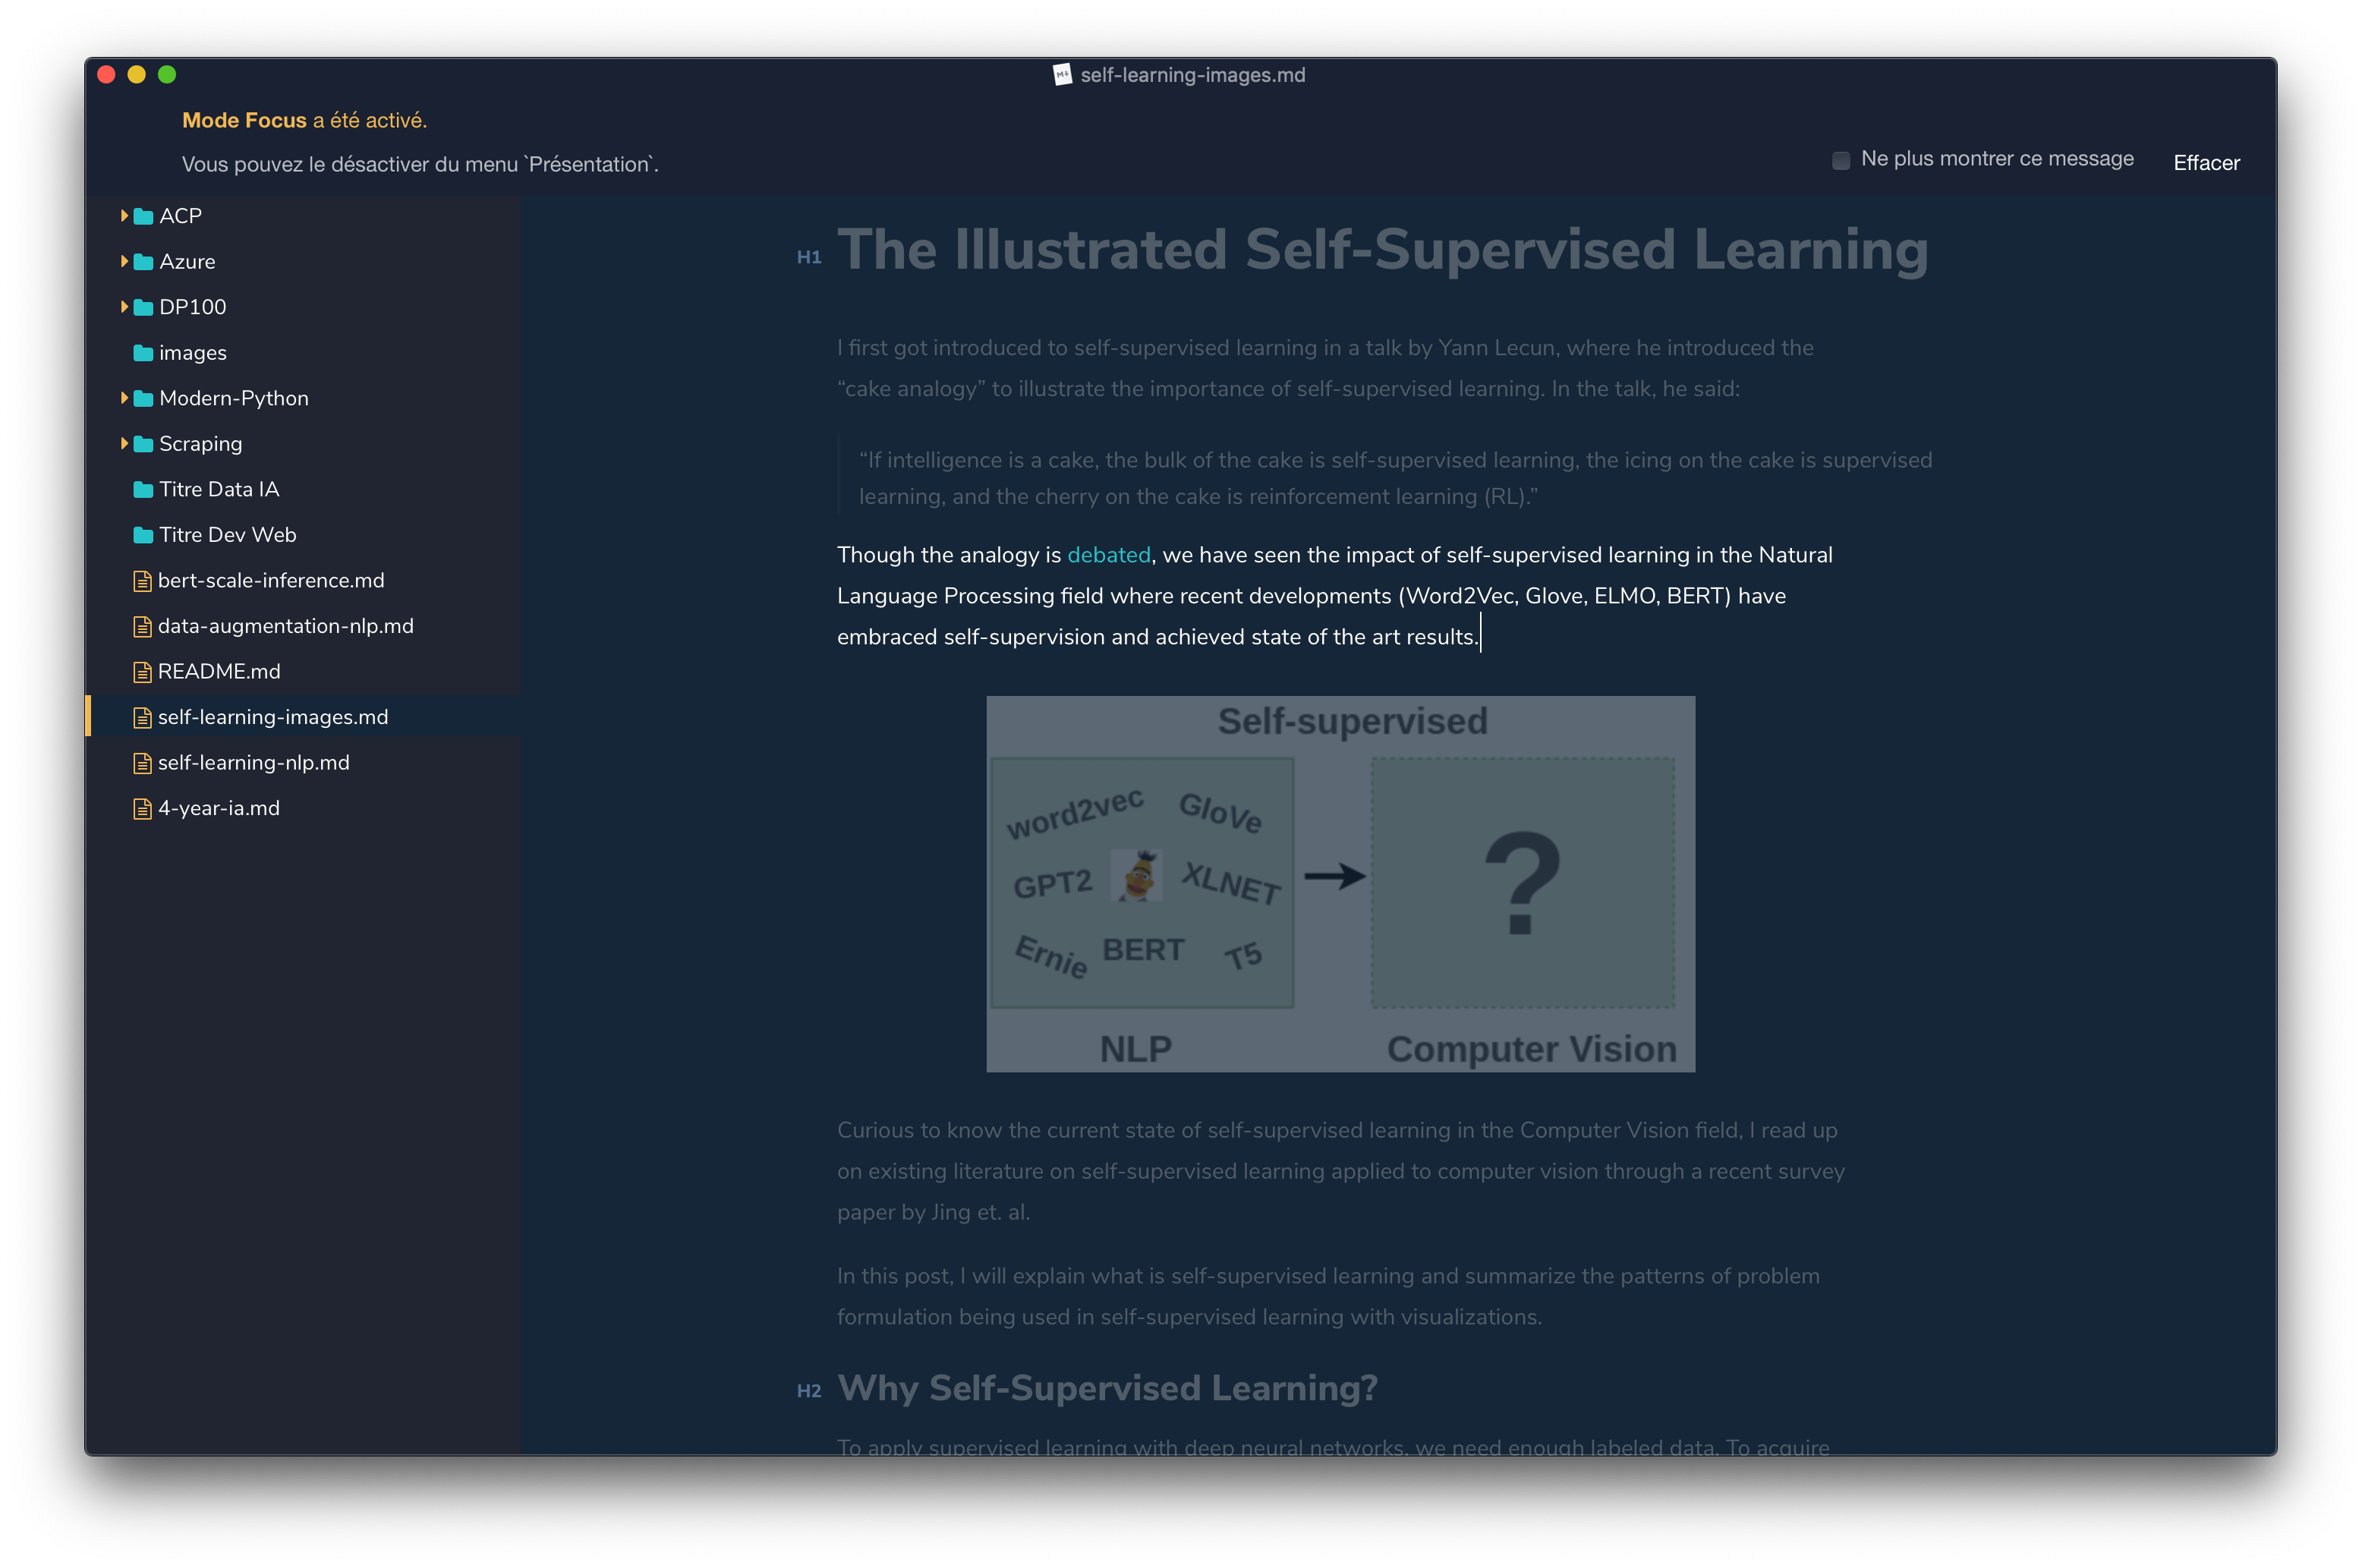 self-learning-images.md
Mode Focus a été activé.
Vous pouvez le désactiver du menu `Présentation`.
Ne plus montrer ce message
Effacer
ACP
Azure
DP100
images
Modern-Python
Scraping
Titre Data IA
Titre Dev Web
bert-scale-inference.md
data-augmentation-nlp.md
README.md
self-learning-images.md
self-learning-nlp.md
4-year-ia.md
H1 The Illustrated Self-Supervised Learning
I first got introduced to self-supervised learning in a talk by Yann Lecun, where he introduced the
“cake analogy” to illustrate the importance of self-supervised learning. In the talk, he said:
“If intelligence is a cake, the bulk of the cake is self-supervised learning, the icing on the cake is supervised
learning, and the cherry on the cake is reinforcement learning (RL).”
Though the analogy is debated, we have seen the impact of self-supervised learning in the Natural
Language Processing field where recent developments (Word2Vec, Glove, ELMO, BERT) have
embraced self-supervision and achieved state of the art results.
Self-supervised
word2vec GloVe
GPT2 XLNET
Ernie BERT T5
?
NLP
Computer Vision
Curious to know the current state of self-supervised learning in the Computer Vision field, I read up
on existing literature on self-supervised learning applied to computer vision through a recent survey
paper by Jing et. al.
In this post, I will explain what is self-supervised learning and summarize the patterns of problem
formulation being used in self-supervised learning with visualizations.
H2 Why Self-Supervised Learning?
To apply supervised learning with deep neural networks, we need enough labeled data. To acquire